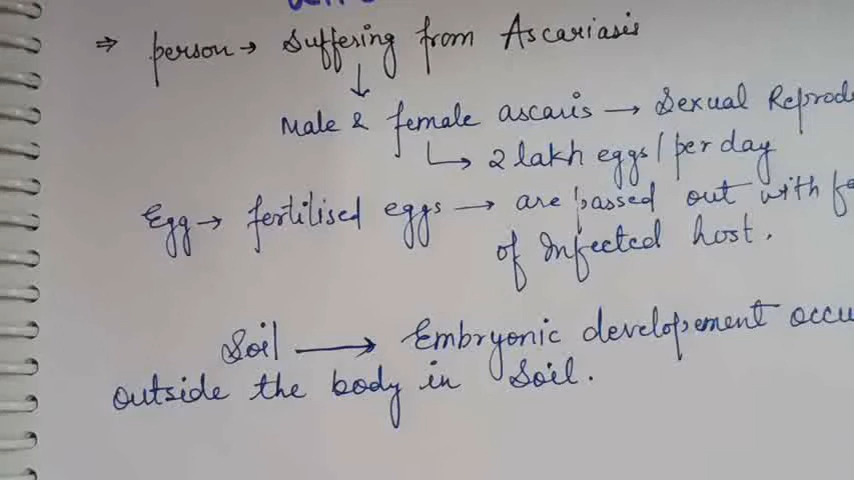 ⇒ person → Suffering from Ascariasis
↓
Male & female ascaris → Sexual Reprod
↳ 2 lakh eggs/per day
Egg → fertilised eggs → are passed out with
of Infected host.
Soil → Embryonic developement occu
outside the body in Soil.